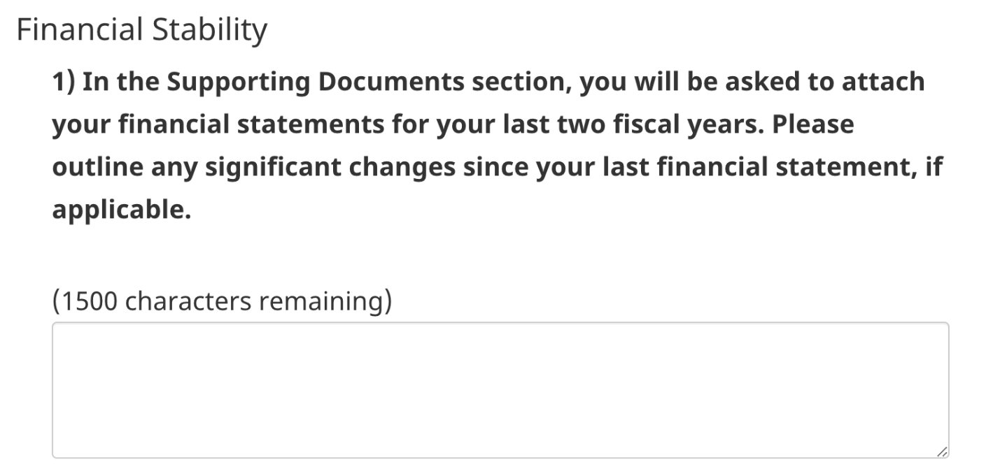 Financial Stability
1) In the Supporting Documents section, you will be asked to attach
your financial statements for your last two fiscal years. Please
outline any significant changes since your last financial statement, if
applicable.
(1500 characters remaining)